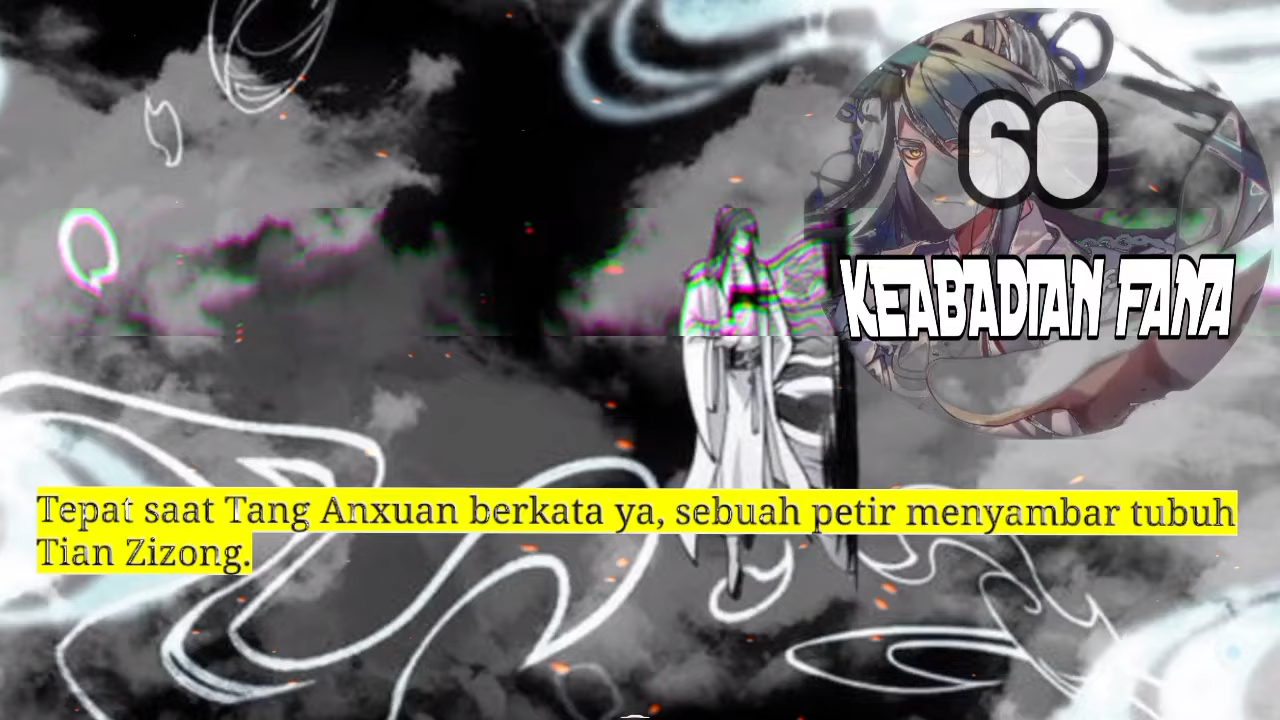 60
KEABADIAN FANA
Tepat saat Tang Anxuan berkata ya, sebuah petir menyambar tubuh
Tian Zizong.